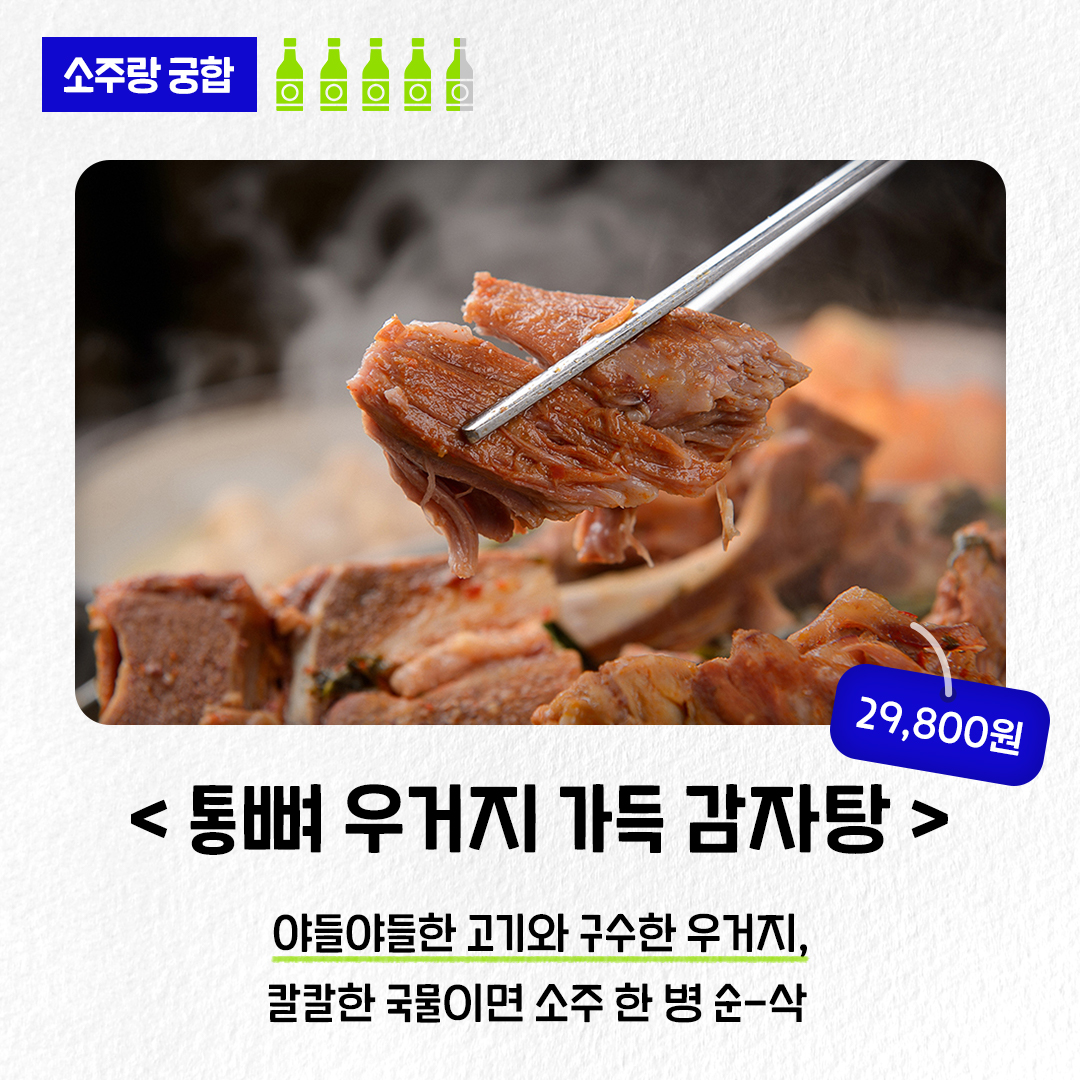 소주랑 궁합
29,800원
< 통뼈 우거지 가득 감자탕 >
야들야들한 고기와 구수한 우거지,
칼칼한 국물이면 소주 한 병 순-삭